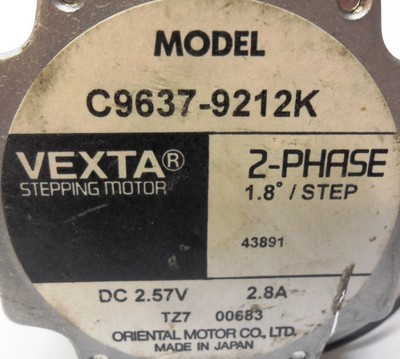 MODEL
C9637-9212K
VEXTA®
STEPPING MOTOR
2-PHASE
1.8°/STEP
43891
DC 2.57V 2.8A
TZ7 00683
ORIENTAL MOTOR CO., LTD.
MADE IN JAPAN